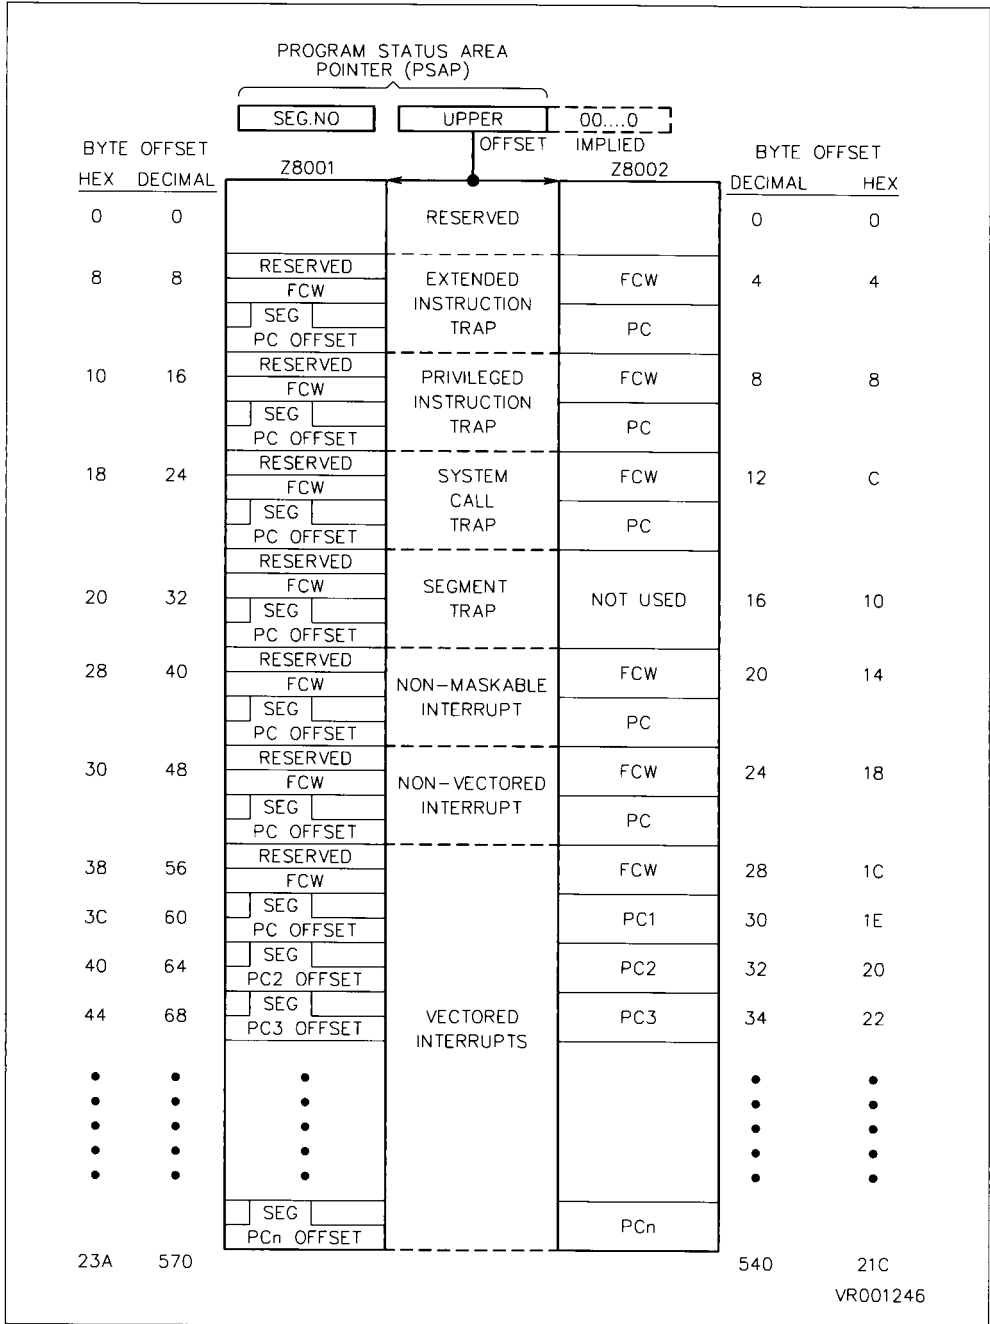 PROGRAM STATUS AREA
POINTER (PSAP)
SEG.NO UPPER 00....0
OFFSET IMPLIED
BYTE OFFSET Z8001 Z8002 BYTE OFFSET
HEX DECIMAL DECIMAL HEX
0 0 RESERVED 0 0
RESERVED
8 8 FCW EXTENDED INSTRUCTION TRAP FCW 4 4
SEG
PC OFFSET PC
RESERVED
10 16 FCW PRIVILEGED INSTRUCTION TRAP FCW 8 8
SEG
PC OFFSET PC
RESERVED
18 24 FCW SYSTEM CALL TRAP FCW 12 C
SEG
PC OFFSET PC
RESERVED
FCW
20 32 SEG SEGMENT TRAP NOT USED 16 10
PC OFFSET
RESERVED
28 40 FCW NON-MASKABLE INTERRUPT FCW 20 14
SEG
PC OFFSET PC
RESERVED
30 48 FCW NON-VECTORED INTERRUPT FCW 24 18
SEG
PC OFFSET PC
RESERVED
38 56 FCW FCW 28 1C
SEG
3C 60 PC OFFSET PC1 30 1E
SEG
40 64 PC2 OFFSET PC2 32 20
SEG
44 68 PC3 OFFSET VECTORED INTERRUPTS PC3 34 22
SEG
PCn OFFSET PCn
23A 570 540 21C
VR001246